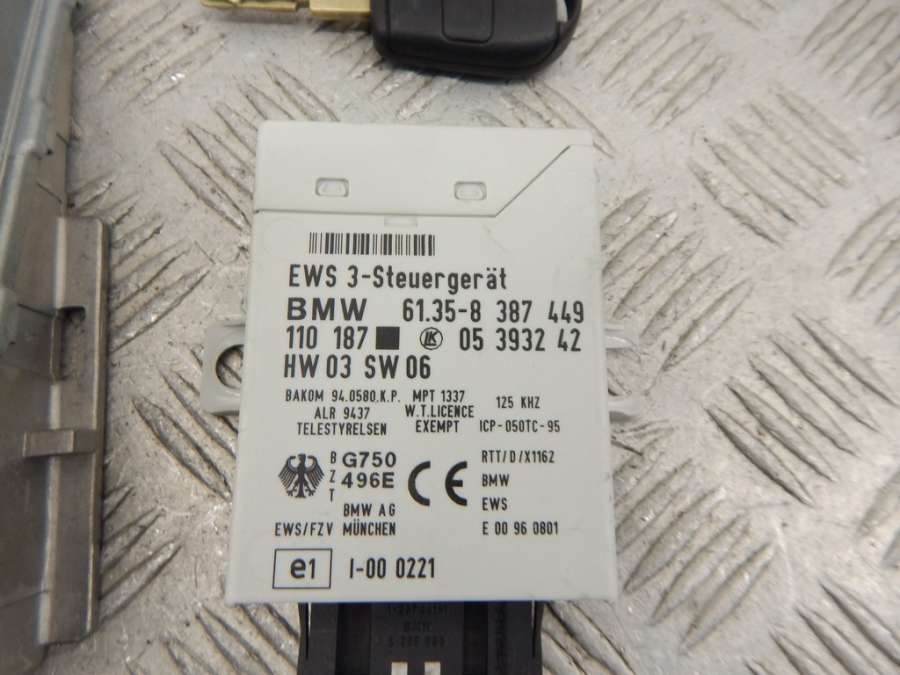 EWS 3-Steuergerät
BMW 61.35-8 387 449
110 187 LK 05 3932 42
HW 03 SW 06
BAKOM 94.0580.K.P. MPT 1337 125 KHZ
ALR 9437 W.T.LICENCE
TELESTYRELSEN EXEMPT ICP-050TC-95
BZT G750 496E CE RTT/D/X1162
BMW
EWS
BMW AG
EWS/FZV MÜNCHEN E 00 96 0801
e1 I-00 0221